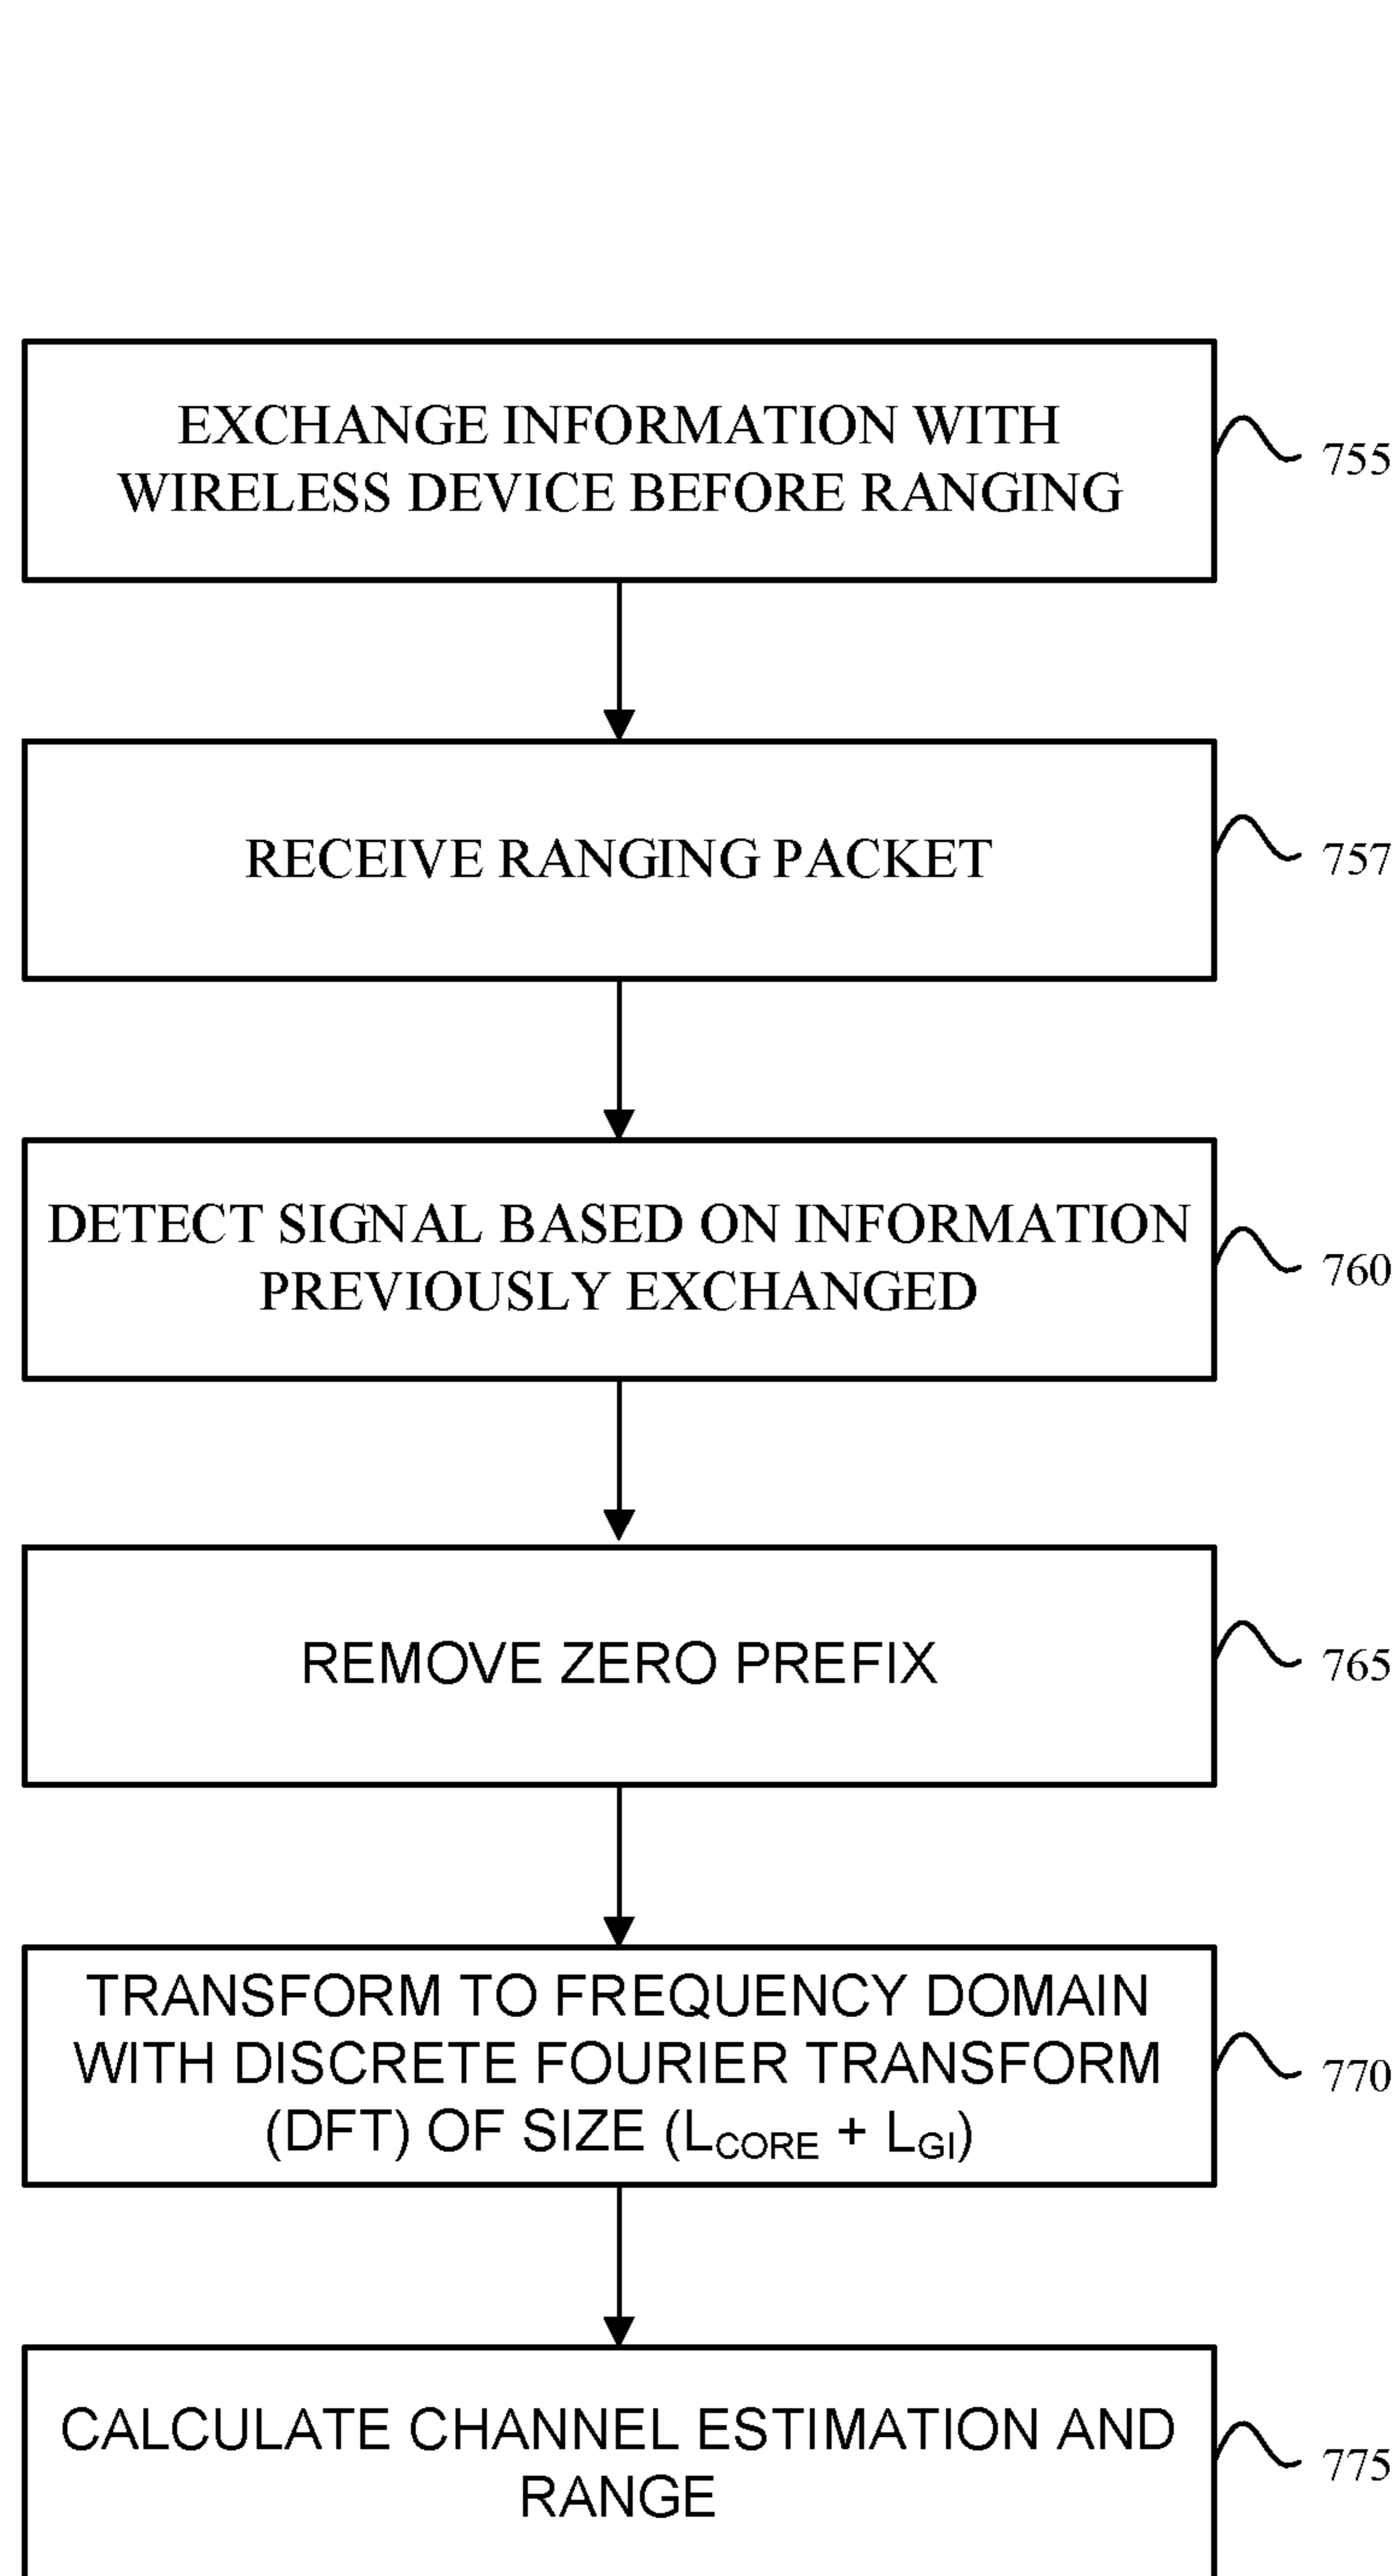 EXCHANGE INFORMATION WITH
WIRELESS DEVICE BEFORE RANGING
755
RECEIVE RANGING PACKET
757
DETECT SIGNAL BASED ON INFORMATION
PREVIOUSLY EXCHANGED
760
REMOVE ZERO PREFIX
765
TRANSFORM TO FREQUENCY DOMAIN
WITH DISCRETE FOURIER TRANSFORM
(DFT) OF SIZE (LCORE + LGI)
770
CALCULATE CHANNEL ESTIMATION AND
RANGE
775